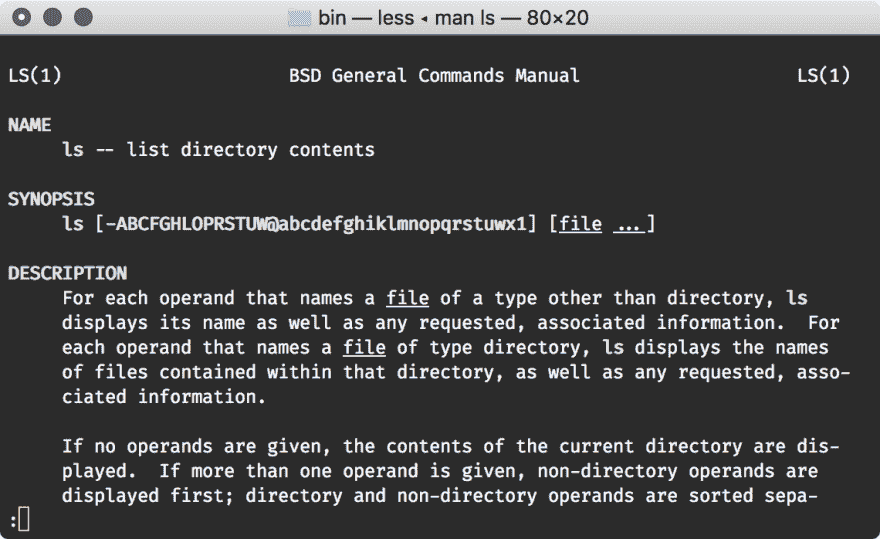 bin — less ◂ man ls — 80×20
LS(1)                     BSD General Commands Manual                    LS(1)
NAME
     ls -- list directory contents
SYNOPSIS
     ls [-ABCFGHLOPRSTUW@abcdefghiklmnopqrstuwx1] [file ...]
DESCRIPTION
     For each operand that names a file of a type other than directory, ls
     displays its name as well as any requested, associated information.  For
     each operand that names a file of type directory, ls displays the names
     of files contained within that directory, as well as any requested, asso-
     ciated information.
     If no operands are given, the contents of the current directory are dis-
     played.  If more than one operand is given, non-directory operands are
     displayed first; directory and non-directory operands are sorted sepa-
: